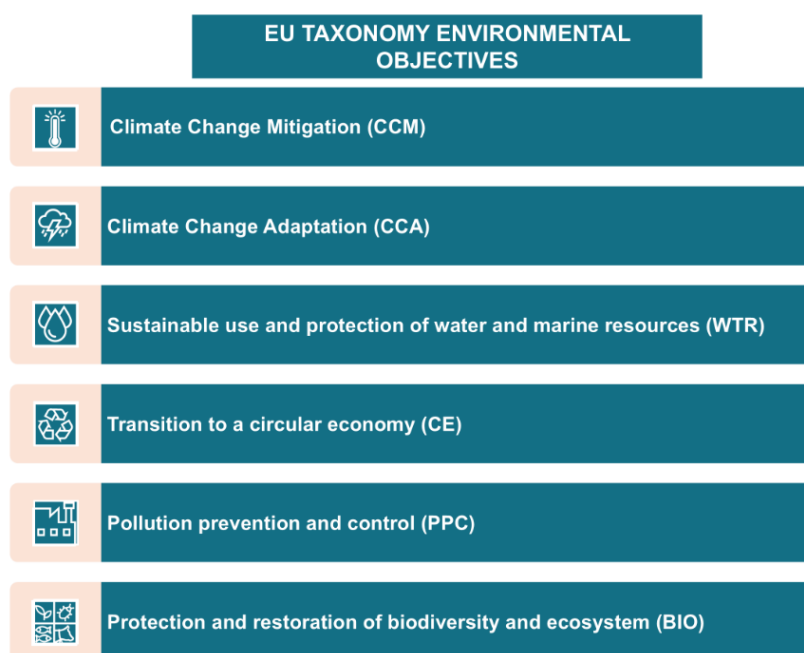 EU TAXONOMY ENVIRONMENTAL
OBJECTIVES
Climate Change Mitigation (CCM)
Climate Change Adaptation (CCA)
Sustainable use and protection of water and marine resources (WTR)
Transition to a circular economy (CE)
Pollution prevention and control (PPC)
Protection and restoration of biodiversity and ecosystem (BIO)